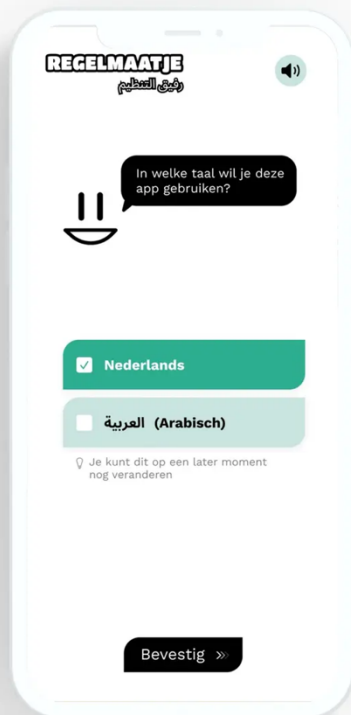 REGELMAATJE
رفيق التنظيم
In welke taal wil je deze
app gebruiken?
Nederlands
العربية (Arabisch)
Je kunt dit op een later moment
nog veranderen
Bevestig